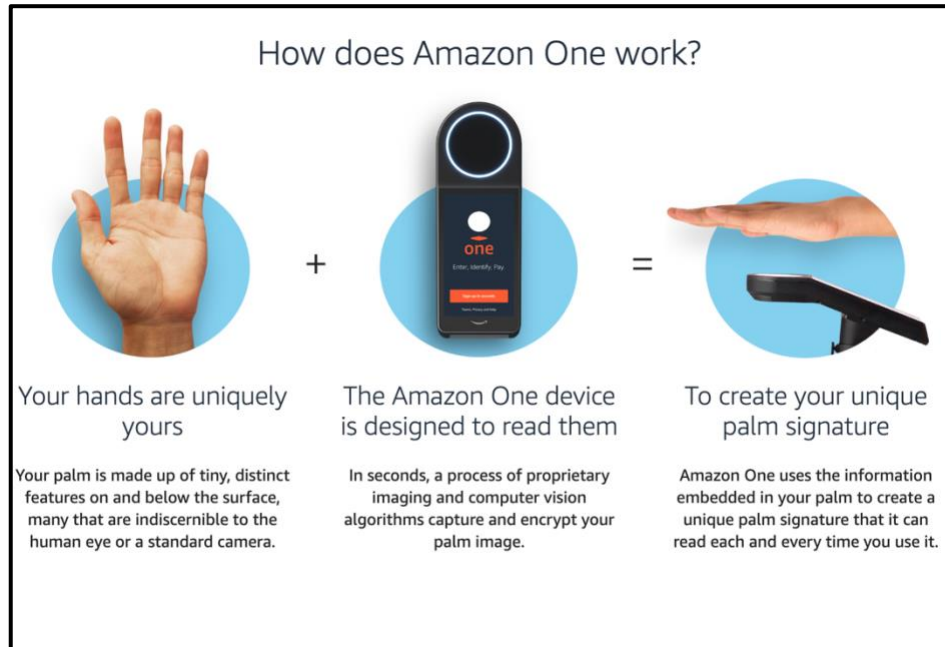 How does Amazon One work?
+
=
one
Enter, Identify, Pay
Your hands are uniquely
yours
Your palm is made up of tiny, distinct
features on and below the surface,
many that are indiscernible to the
human eye or a standard camera.
The Amazon One device
is designed to read them
In seconds, a process of proprietary
imaging and computer vision
algorithms capture and encrypt your
palm image.
To create your unique
palm signature
Amazon One uses the information
embedded in your palm to create a
unique palm signature that it can
read each and every time you use it.